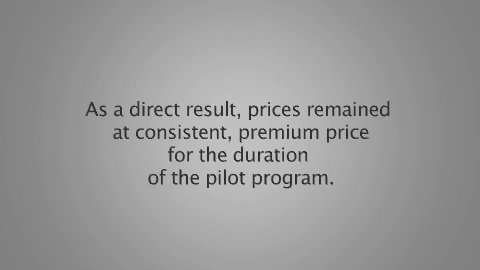 As a direct result, prices remained
at consistent, premium price
for the duration
of the pilot program.